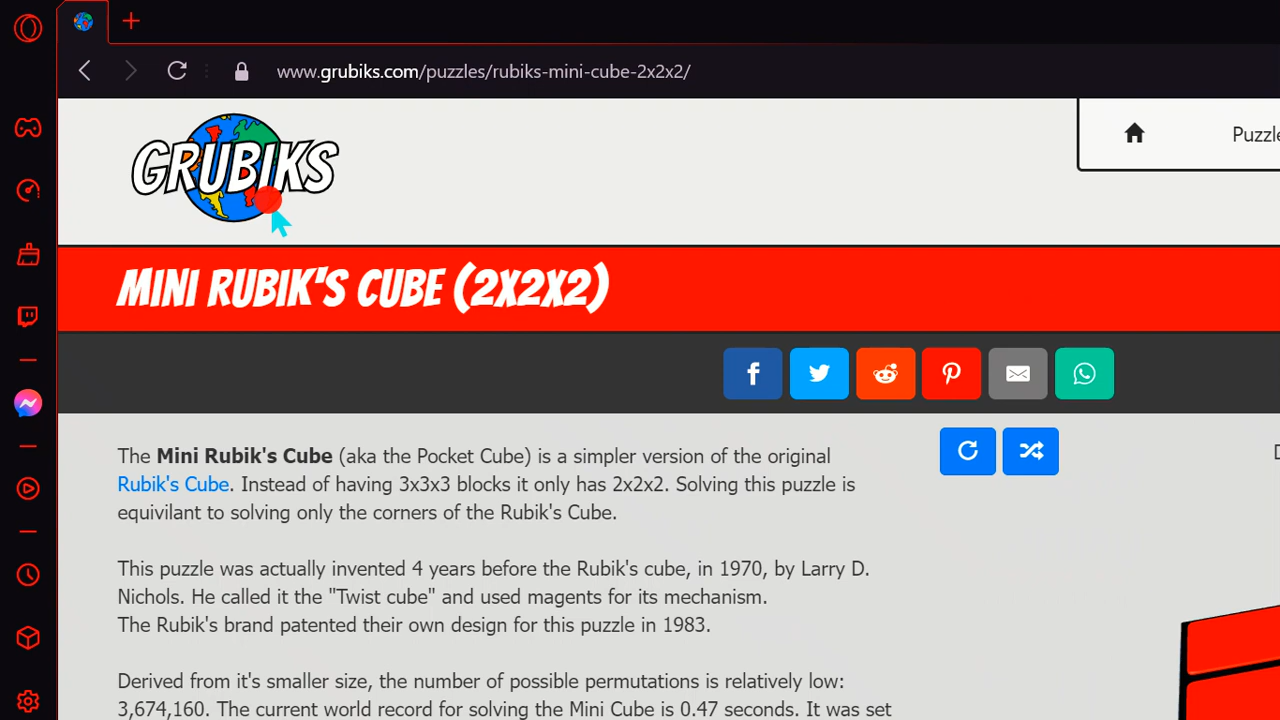 www.grubiks.com/puzzles/rubiks-mini-cube-2x2x2/
GRUBIKS
MINI RUBIK'S CUBE (2X2X2)
The Mini Rubik's Cube (aka the Pocket Cube) is a simpler version of the original
Rubik's Cube. Instead of having 3x3x3 blocks it only has 2x2x2. Solving this puzzle is
equivilant to solving only the corners of the Rubik's Cube.
This puzzle was actually invented 4 years before the Rubik's cube, in 1970, by Larry D.
Nichols. He called it the "Twist cube" and used magents for its mechanism.
The Rubik's brand patented their own design for this puzzle in 1983.
Derived from it's smaller size, the number of possible permutations is relatively low:
3,674,160. The current world record for solving the Mini Cube is 0.47 seconds. It was set